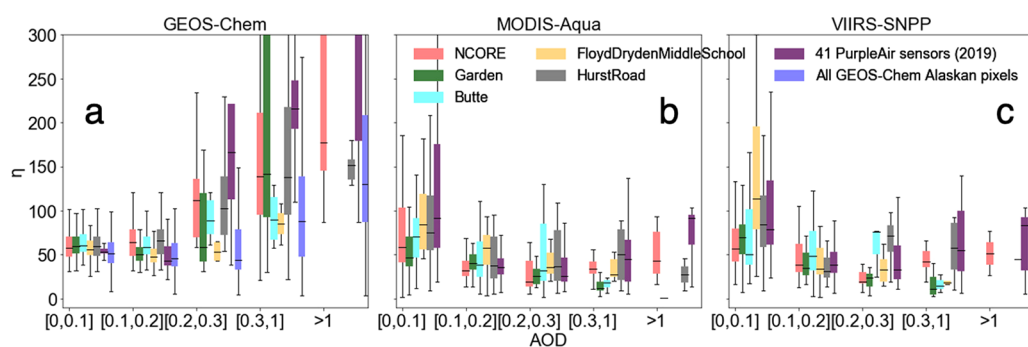 GEOS-Chem
MODIS-Aqua
VIIRS-SNPP
300
250
200
150
100
50
0
η
a
b
c
NCORE
Garden
Butte
FloydDrydenMiddleSchool
HurstRoad
41 PurpleAir sensors (2019)
All GEOS-Chem Alaskan pixels
[0,0.1] [0.1,0.2] [0.2,0.3] [0.3,1] >1
[0,0.1] [0.1,0.2] [0.2,0.3] [0.3,1] >1
[0,0.1] [0.1,0.2] [0.2,0.3] [0.3,1] >1
AOD